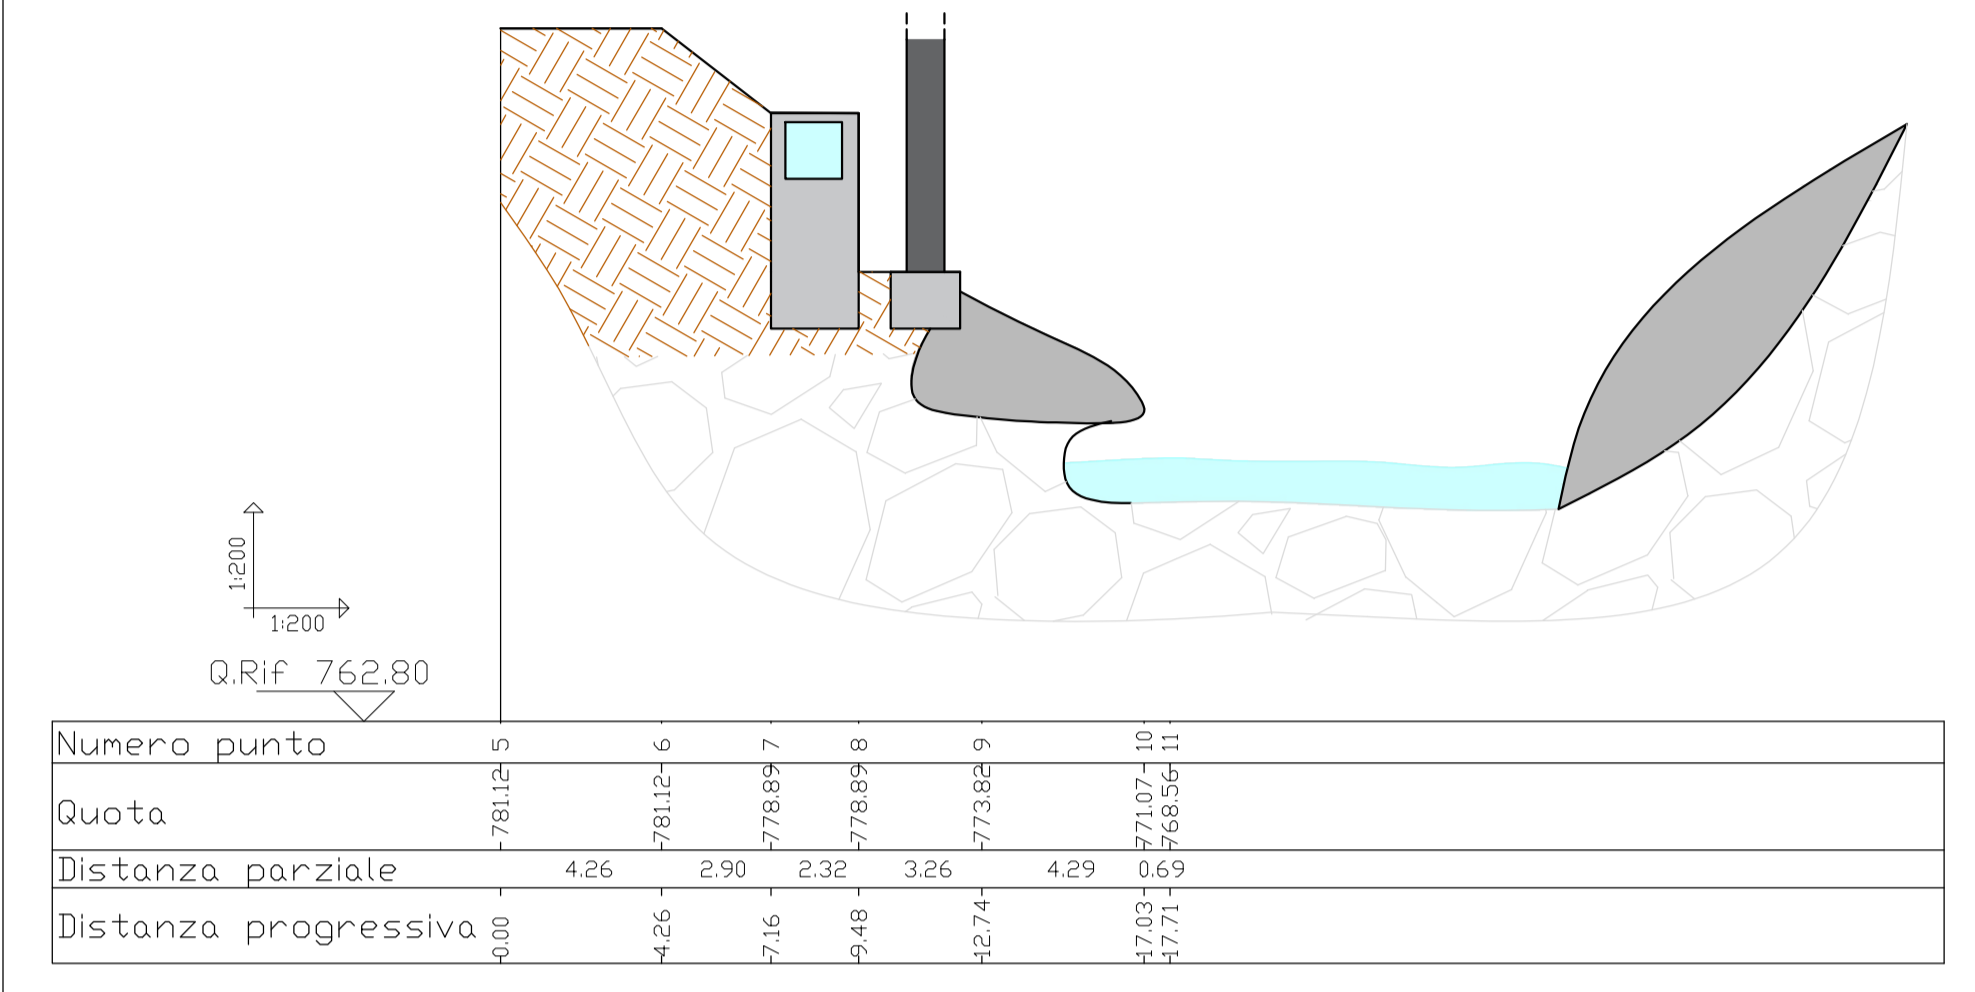 1:200
1:200
Q.Rif 762.80
Numero punto 5 6 7 8 9 10 11
Quota 781.12 781.12 778.89 778.89 773.82 771.07 768.56
Distanza parziale 4.26 2.90 2.32 3.26 4.29 0.69
Distanza progressiva 0.00 4.26 7.16 9.48 12.74 17.03 17.71